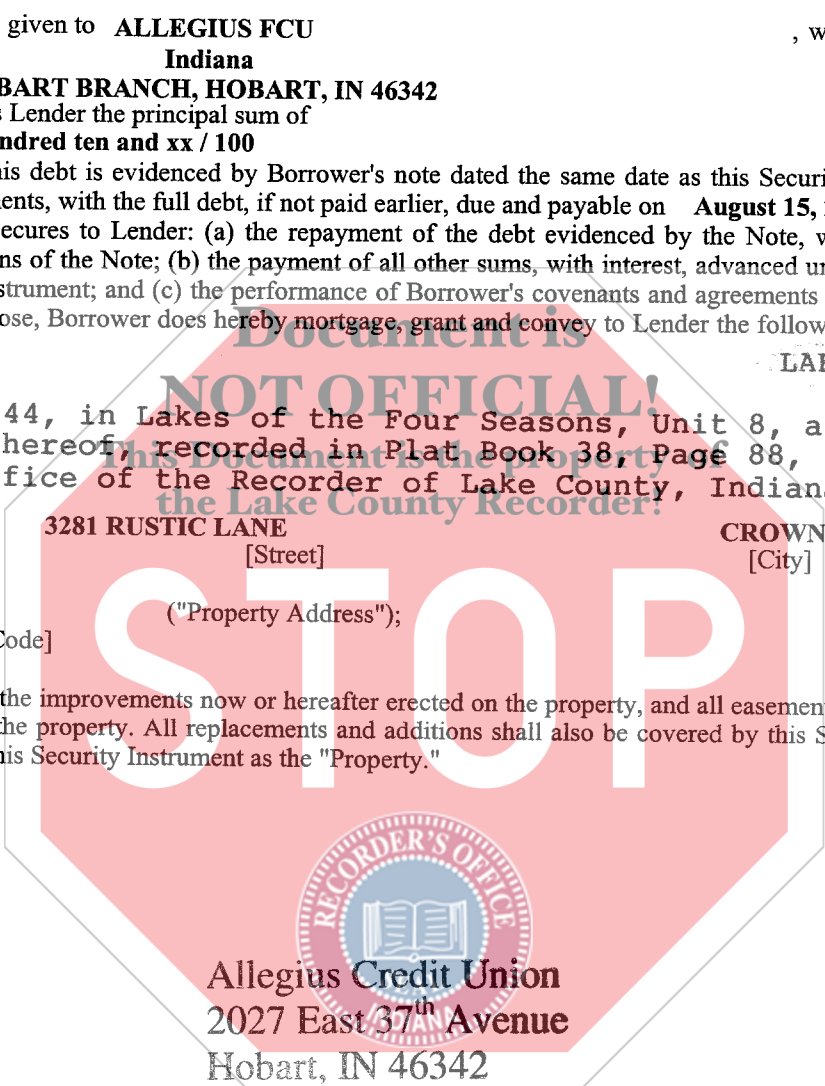 given to ALLEGIUS FCU , w
Indiana
BART BRANCH, HOBART, IN 46342
s Lender the principal sum of
ndred ten and xx / 100
his debt is evidenced by Borrower's note dated the same date as this Securi
ents, with the full debt, if not paid earlier, due and payable on August 15,
secures to Lender: (a) the repayment of the debt evidenced by the Note, w
ns of the Note; (b) the payment of all other sums, with interest, advanced un
strument; and (c) the performance of Borrower's covenants and agreements
ose, Borrower does hereby mortgage, grant and convey to Lender the follow
Document is
LAK
NOT OFFICIAL!
44, in Lakes of the Four Seasons, Unit 8, a
hereof, recorded in Plat Book 38, Page 88,
This Document is the property of
fice of the Recorder of Lake County, Indiana
the Lake County Recorder!
3281 RUSTIC LANE CROWN
[Street] [City]
STOP
("Property Address");
Code]
the improvements now or hereafter erected on the property, and all easemen
the property. All replacements and additions shall also be covered by this S
his Security Instrument as the "Property."
RECORDER'S OFFICE
INDIANA
Allegius Credit Union
2027 East 37th Avenue
Hobart, IN 46342